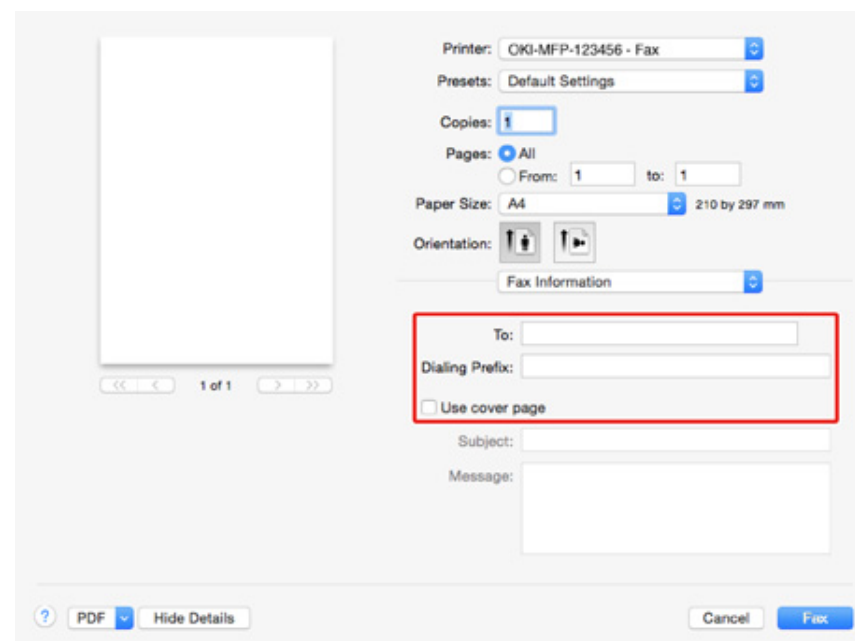 Printer: OKI-MFP-123456 - Fax
Presets: Default Settings
Copies: 1
Pages: All
From: 1 to: 1
Paper Size: A4 210 by 297 mm
Orientation:
Fax Information
To:
Dialing Prefix:
<< < 1 of 1 > >>
Use cover page
Subject:
Message:
? PDF Hide Details Cancel Fax